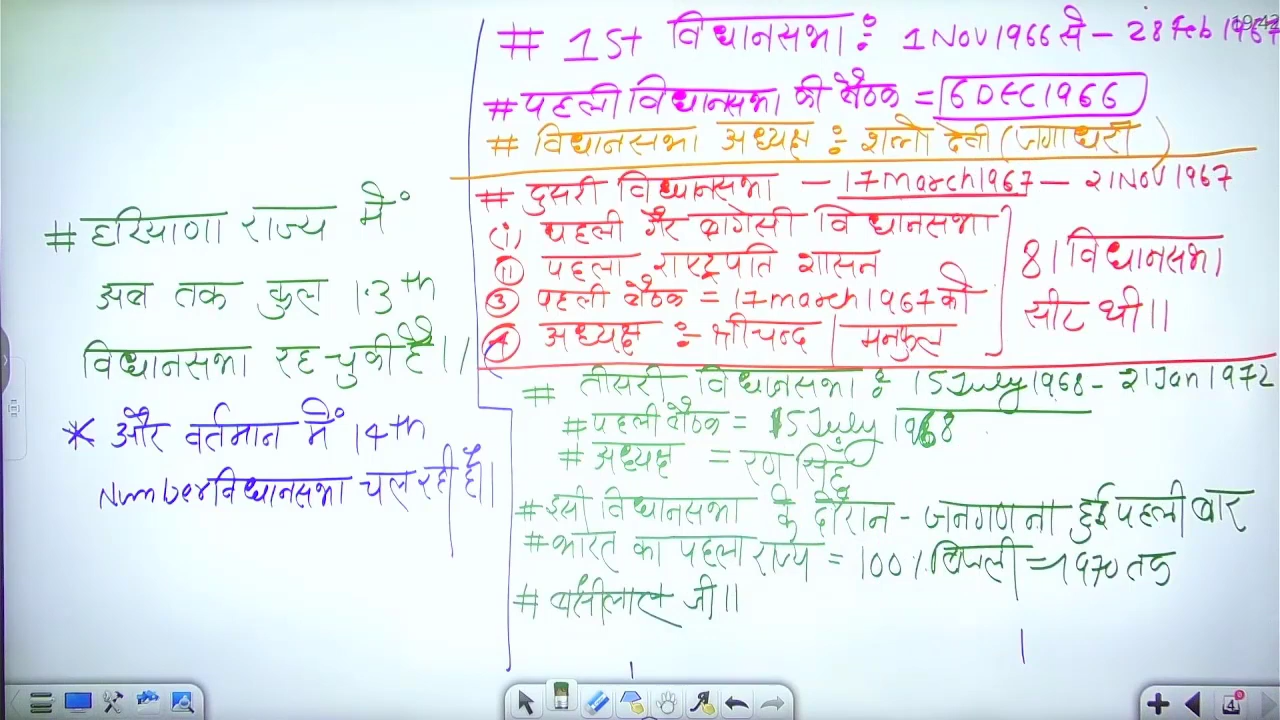 # हरियाणा राज्य में
अब तक कुल 13th
विधानसभा रह चुकी है।।
* और वर्तमान में 14th
Number विधानसभा चल रही है।
# 1st विधानसभा : 1 Nov 1966 से - 28 Feb 1967
# पहली विधानसभा की बैठक = 6 DEC 1966
# विधानसभा अध्यक्ष :- शन्नो देवी (जगाधरी)
# दुसरी विधानसभा - 17 march 1967 - 21 Nov 1967
(i) पहली गैर कागेसी विधानसभा
(ii) पहला राष्ट्रपति शासन
(3) पहली बैठक = 17 march 1967 को
(4) अध्यक्ष :- श्रीचन्द | मनफुल
81 विधानसभा
सीट थी।।
# तीसरी विधानसभा : 15 July 1968 - 21 Jan 1972
# पहली बैठक = 15 July 1968
# अध्यक्ष = रण सिंह
# इसी विधानसभा के दौरान - जनगणना हुई पहली बार
# भारत का पहला राज्य = 100% बिजली = 1970 तक
# बंसीलाल जी।।
4